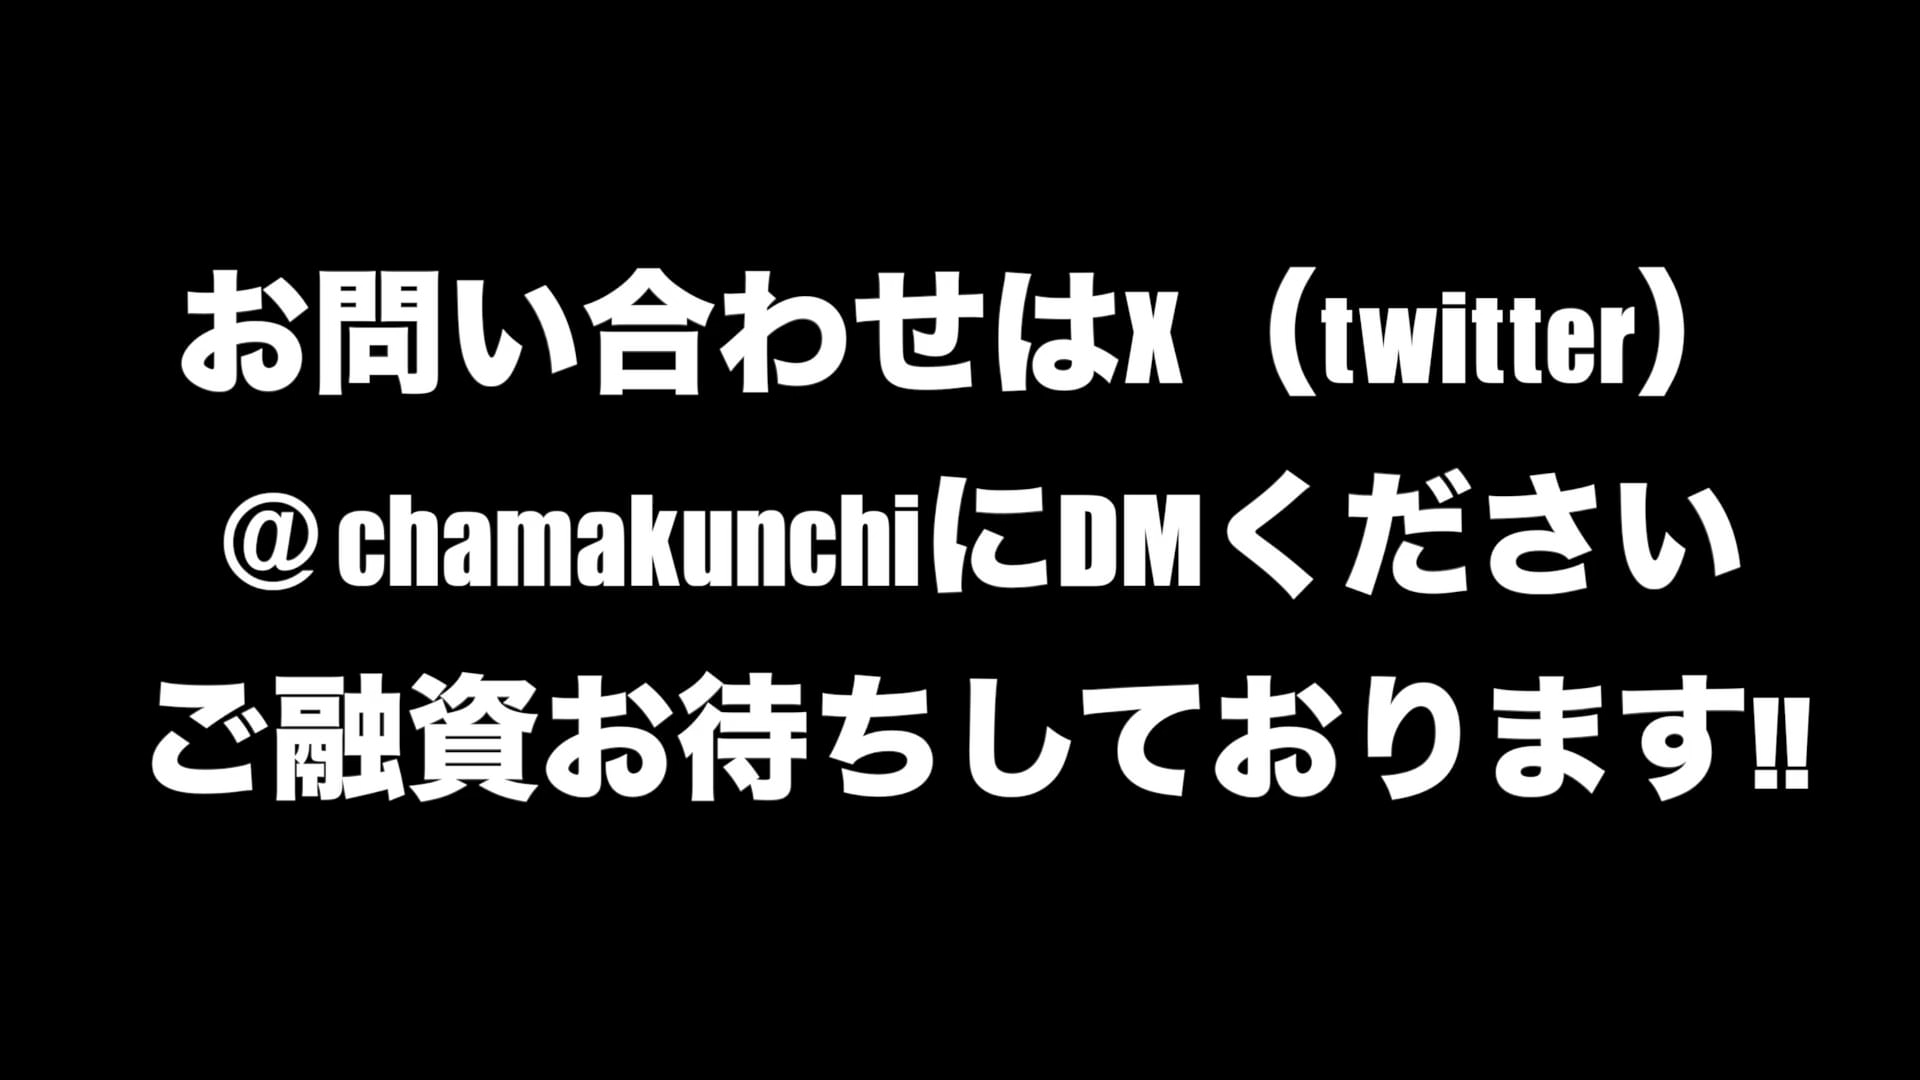 お問い合わせはX（twitter）
@chamakunchiにDMください
ご融資お待ちしております!!